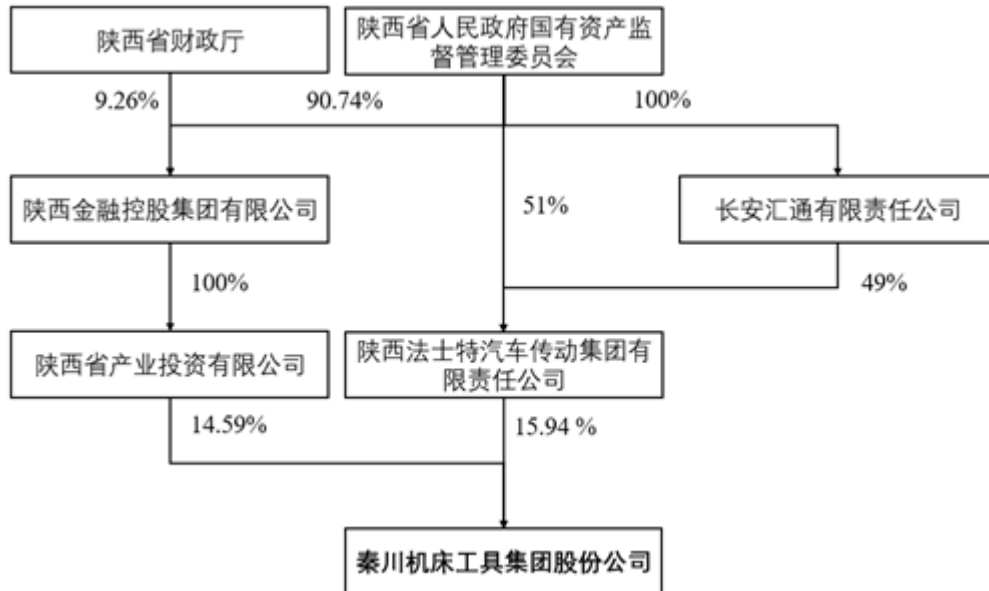 陕西省财政厅
陕西省人民政府国有资产监
督管理委员会
9.26%
90.74%
100%
陕西金融控股集团有限公司
51%
长安汇通有限责任公司
100%
49%
陕西省产业投资有限公司
陕西法士特汽车传动集团有
限责任公司
14.59%
15.94 %
秦川机床工具集团股份公司